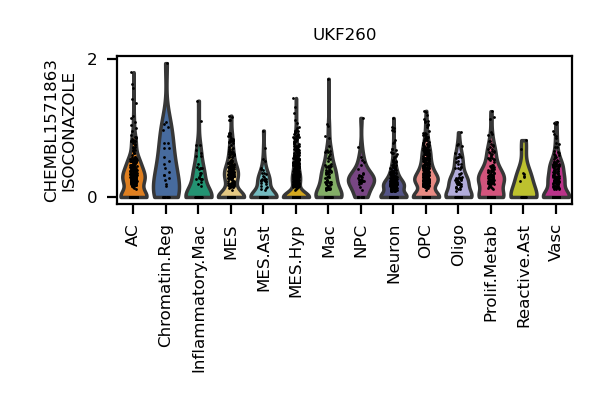 UKF260
CHEMBL1571863
ISOCONAZOLE
2
0
AC
Chromatin.Reg
Inflammatory.Mac
MES
MES.Ast
MES.Hyp
Mac
NPC
Neuron
OPC
Oligo
Prolif.Metab
Reactive.Ast
Vasc